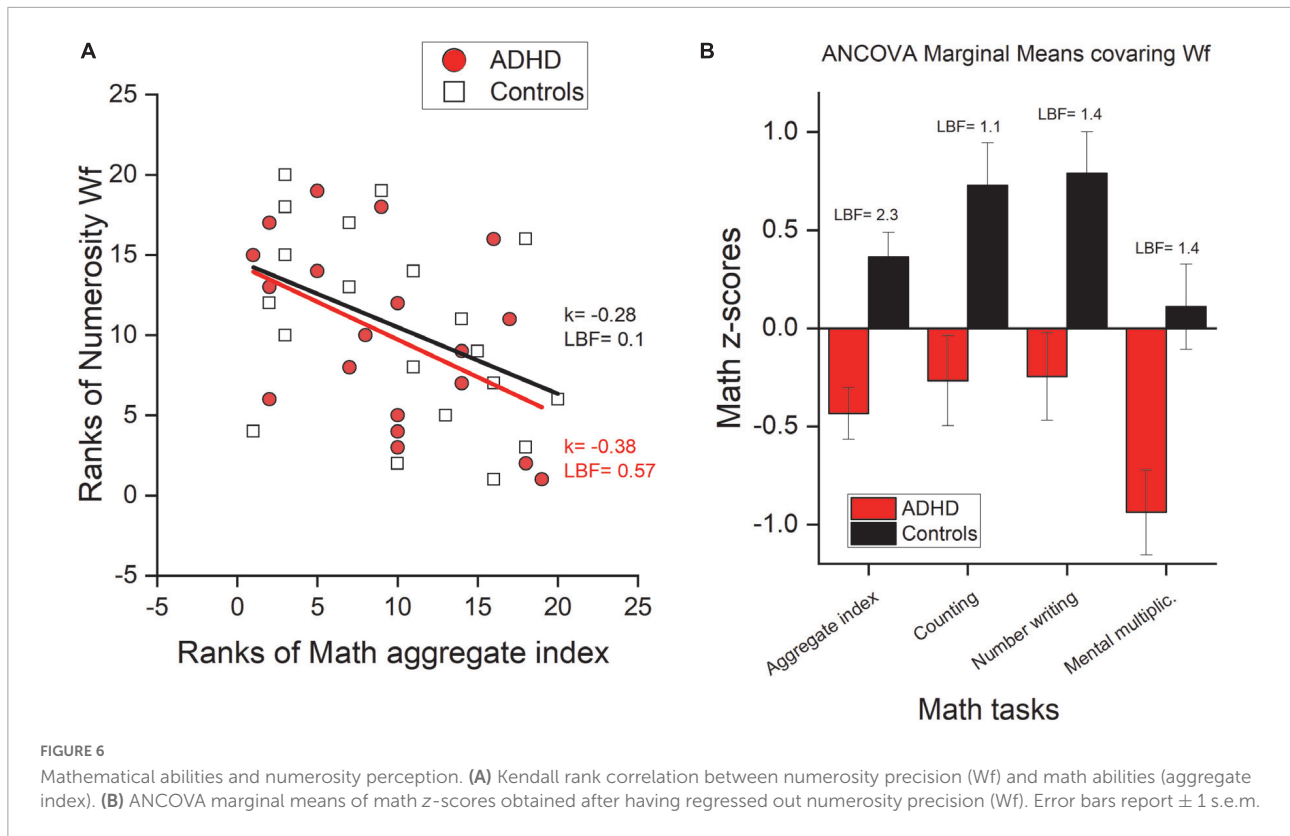 A
ADHD
Controls
25
20
15
10
5
0
-5
-5
0
5
10
15
20
25
Ranks of Numerosity Wf
Ranks of Math aggregate index
k= -0.28
LBF= 0.1
k= -0.38
LBF= 0.57
B
ANCOVA Marginal Means covaring Wf
LBF= 2.3
LBF= 1.1
LBF= 1.4
LBF= 1.4
1.0
0.5
0.0
-0.5
-1.0
Math z-scores
ADHD
Controls
Aggregate index
Counting
Number writing
Mental multiplic.
Math tasks
FIGURE 6
Mathematical abilities and numerosity perception. (A) Kendall rank correlation between numerosity precision (Wf) and math abilities (aggregate
index). (B) ANCOVA marginal means of math z-scores obtained after having regressed out numerosity precision (Wf). Error bars report ± 1 s.e.m.